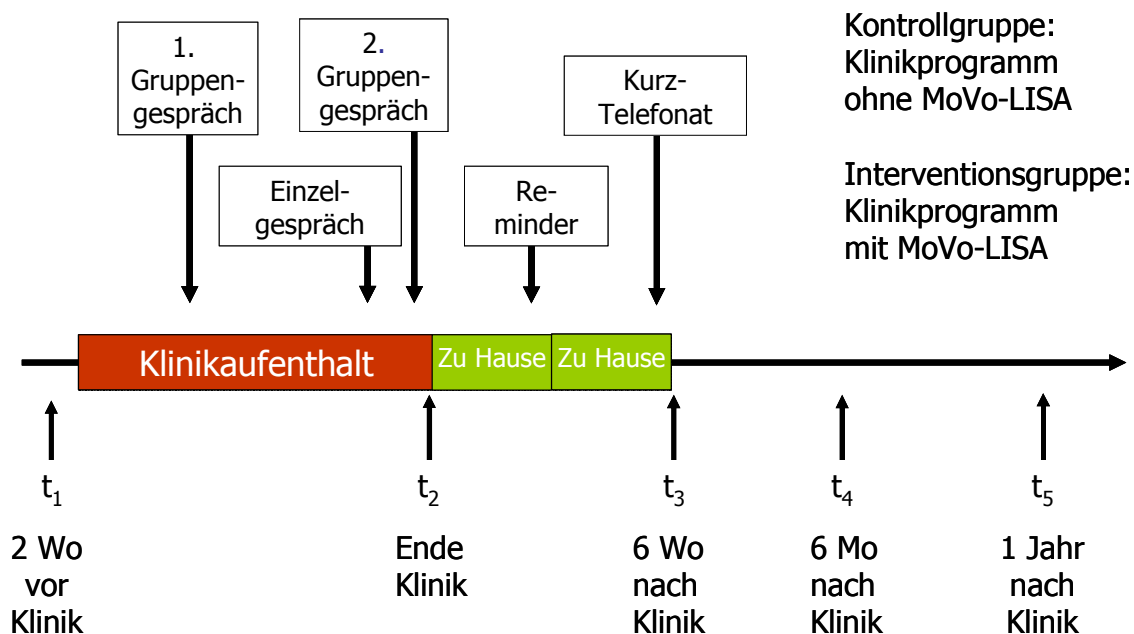 1.
Gruppen-
gespräch
2.
Gruppen-
gespräch
Kurz-
Telefonat
Einzel-
gespräch
Re-
minder
Kontrollgruppe:
Klinikprogramm
ohne MoVo-LISA
Interventionsgruppe:
Klinikprogramm
mit MoVo-LISA
Klinikaufenthalt
Zu Hause
Zu Hause
t1
2 Wo
vor
Klinik
t2
Ende
Klinik
t3
6 Wo
nach
Klinik
t4
6 Mo
nach
Klinik
t5
1 Jahr
nach
Klinik